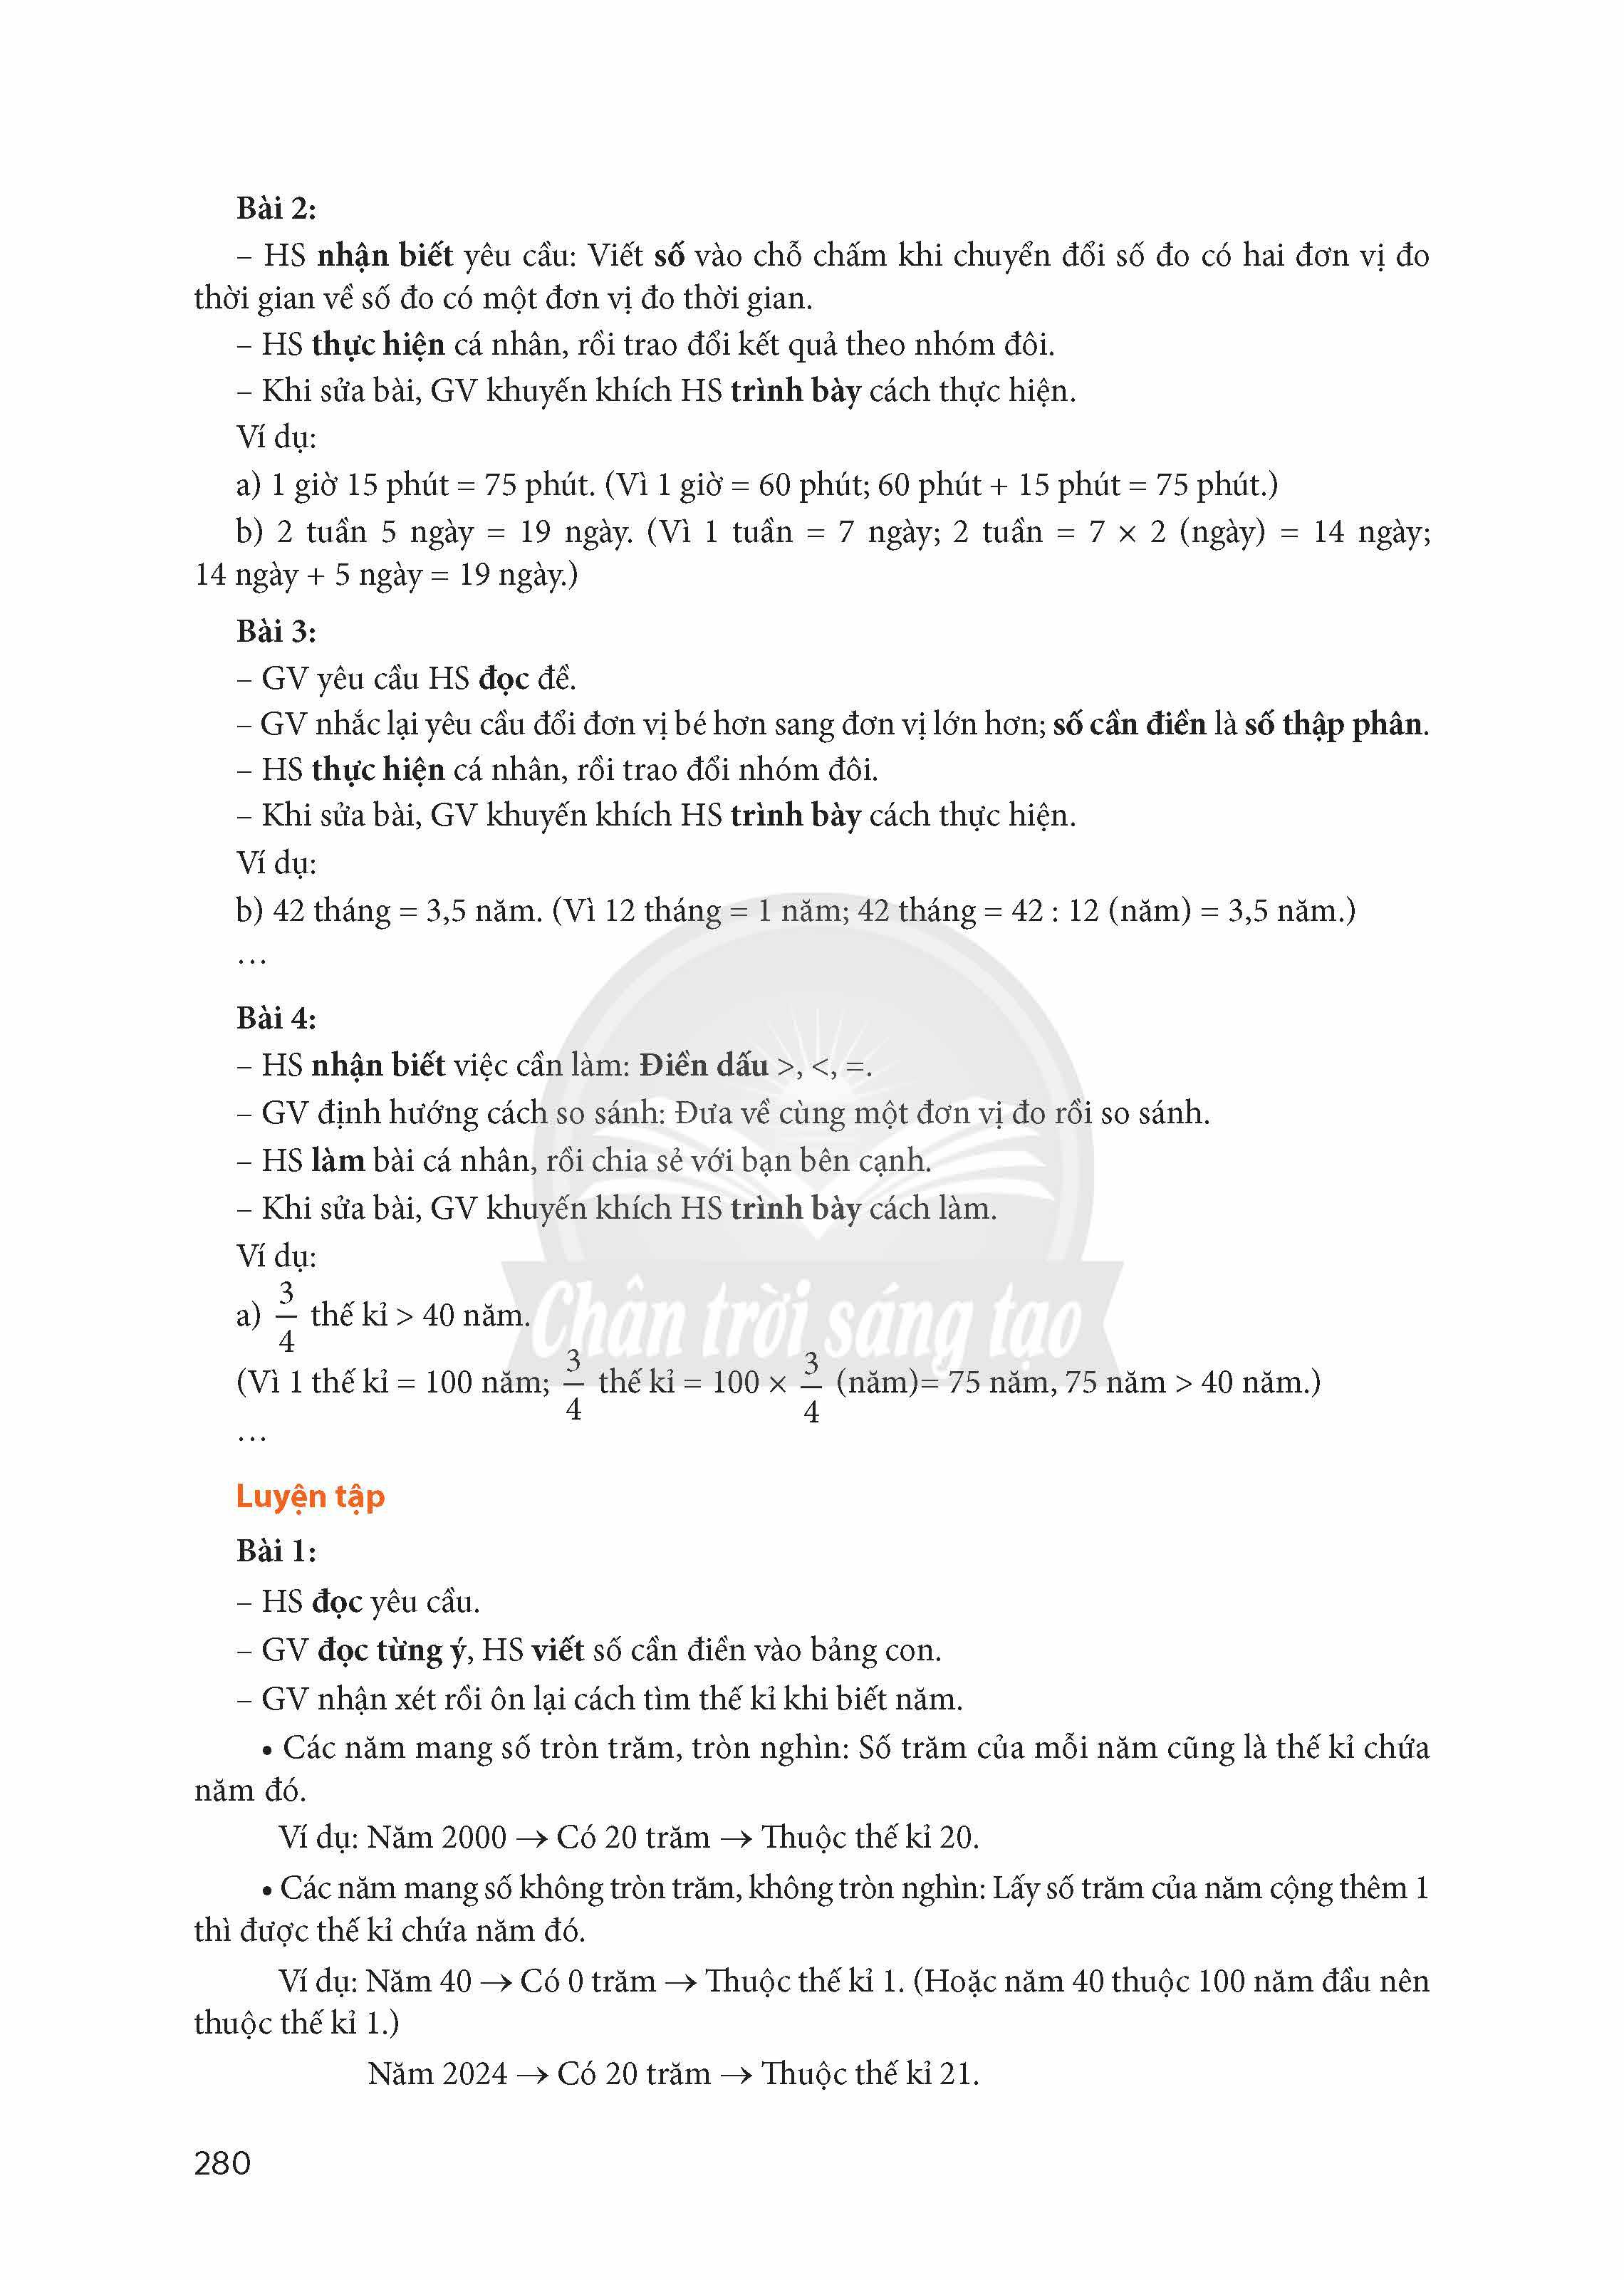 Bài 2:
– HS nhận biết yêu cầu: Viết số vào chỗ chấm khi chuyển đổi số đo có hai đơn vị đo
thời gian về số đo có một đơn vị đo thời gian.
– HS thực hiện cá nhân, rồi trao đổi kết quả theo nhóm đôi.
– Khi sửa bài, GV khuyến khích HS trình bày cách thực hiện.
Ví dụ:
a) 1 giờ 15 phút = 75 phút. (Vì 1 giờ = 60 phút; 60 phút + 15 phút = 75 phút.)
b) 2 tuần 5 ngày = 19 ngày. (Vì 1 tuần = 7 ngày; 2 tuần = 7 × 2 (ngày) = 14 ngày;
14 ngày + 5 ngày = 19 ngày.)
Bài 3:
– GV yêu cầu HS đọc đề.
– GV nhắc lại yêu cầu đổi đơn vị bé hơn sang đơn vị lớn hơn; số cần điền là số thập phân.
– HS thực hiện cá nhân, rồi trao đổi nhóm đôi.
– Khi sửa bài, GV khuyến khích HS trình bày cách thực hiện.
Ví dụ:
b) 42 tháng = 3,5 năm. (Vì 12 tháng = 1 năm; 42 tháng = 42 : 12 (năm) = 3,5 năm.)
…
Bài 4:
– HS nhận biết việc cần làm: Điền dấu >, <, =.
– GV định hướng cách so sánh: Đưa về cùng một đơn vị đo rồi so sánh.
– HS làm bài cá nhân, rồi chia sẻ với bạn bên cạnh.
– Khi sửa bài, GV khuyến khích HS trình bày cách làm.
Ví dụ:
a) 3/4 thế kỉ > 40 năm.
Chân trời sáng tạo
(Vì 1 thế kỉ = 100 năm; 3/4 thế kỉ = 100 × 3/4 (năm)= 75 năm, 75 năm > 40 năm.)
…
Luyện tập
Bài 1:
– HS đọc yêu cầu.
– GV đọc từng ý, HS viết số cần điền vào bảng con.
– GV nhận xét rồi ôn lại cách tìm thế kỉ khi biết năm.
• Các năm mang số tròn trăm, tròn nghìn: Số trăm của mỗi năm cũng là thế kỉ chứa
năm đó.
Ví dụ: Năm 2000 → Có 20 trăm → Thuộc thế kỉ 20.
• Các năm mang số không tròn trăm, không tròn nghìn: Lấy số trăm của năm cộng thêm 1
thì được thế kỉ chứa năm đó.
Ví dụ: Năm 40 → Có 0 trăm → Thuộc thế kỉ 1. (Hoặc năm 40 thuộc 100 năm đầu nên
thuộc thế kỉ 1.)
Năm 2024 → Có 20 trăm → Thuộc thế kỉ 21.
280